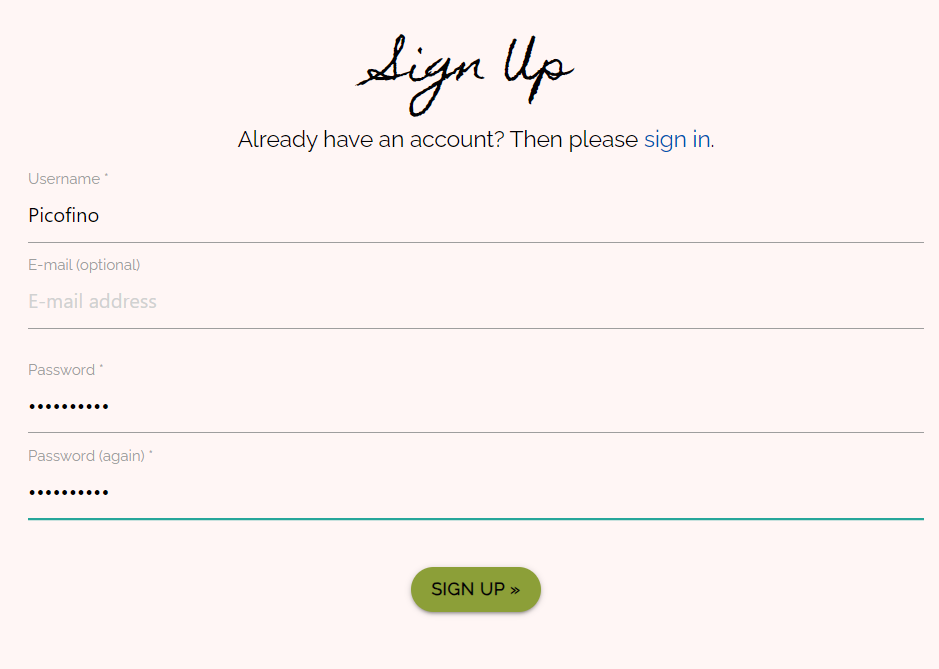 Sign Up
Already have an account? Then please sign in.
Username *
Picofino
E-mail (optional)
E-mail address
Password *
••••••••••
Password (again) *
••••••••••
SIGN UP »